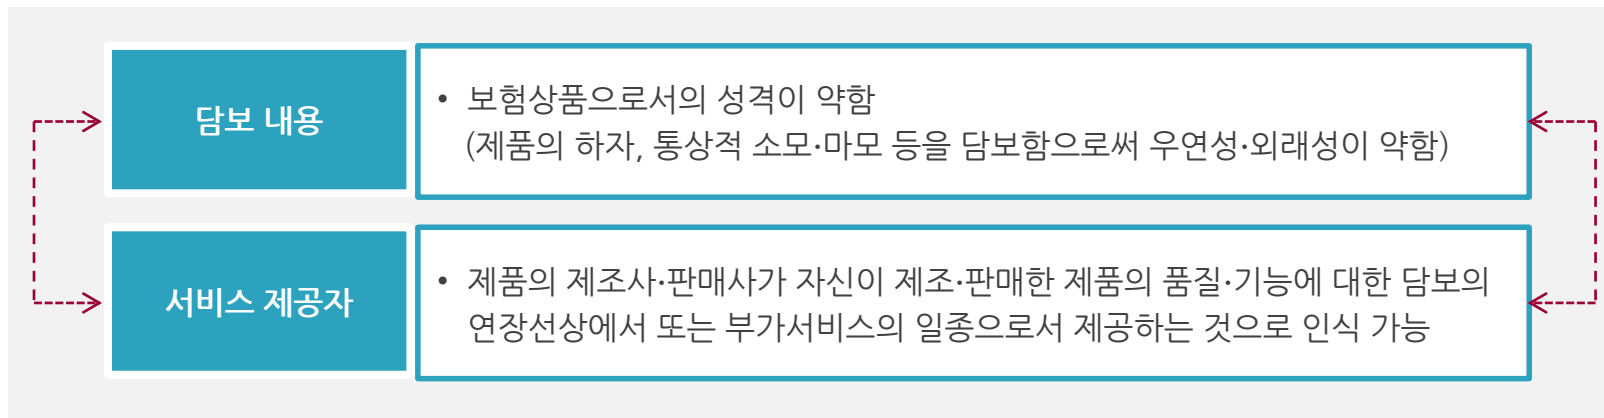 담보 내용
• 보험상품으로서의 성격이 약함
(제품의 하자, 통상적 소모·마모 등을 담보함으로써 우연성·외래성이 약함)
서비스 제공자
• 제품의 제조사·판매사가 자신이 제조·판매한 제품의 품질·기능에 대한 담보의
연장선상에서 또는 부가서비스의 일종으로서 제공하는 것으로 인식 가능